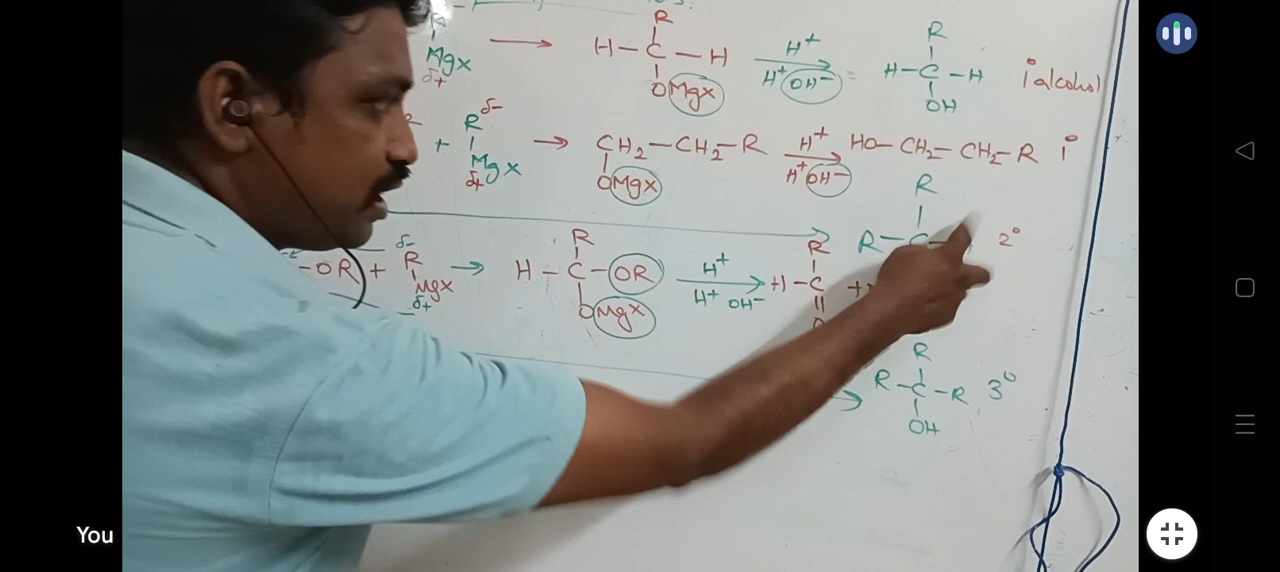 R
Mgx
δ+
→
R
H–C–H
OMgx
H+
H+ OH–
=
R
H–C–H
OH
1° alcohol
+
R δ–
Mgx
δ+
→
CH2–CH2–R
OMgx
H+
H+ OH–
HO–CH2–CH2–R 1°
R
R–C– 2°
–OR + R δ–
Mgx
δ+
→
R
H–C–OR
OMgx
H+
H+ OH–
R
H–C
||
+
R
R–C–R 3°
OH
You